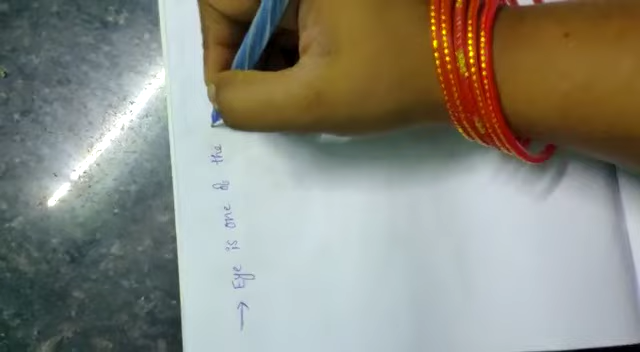 → Eye is one of the